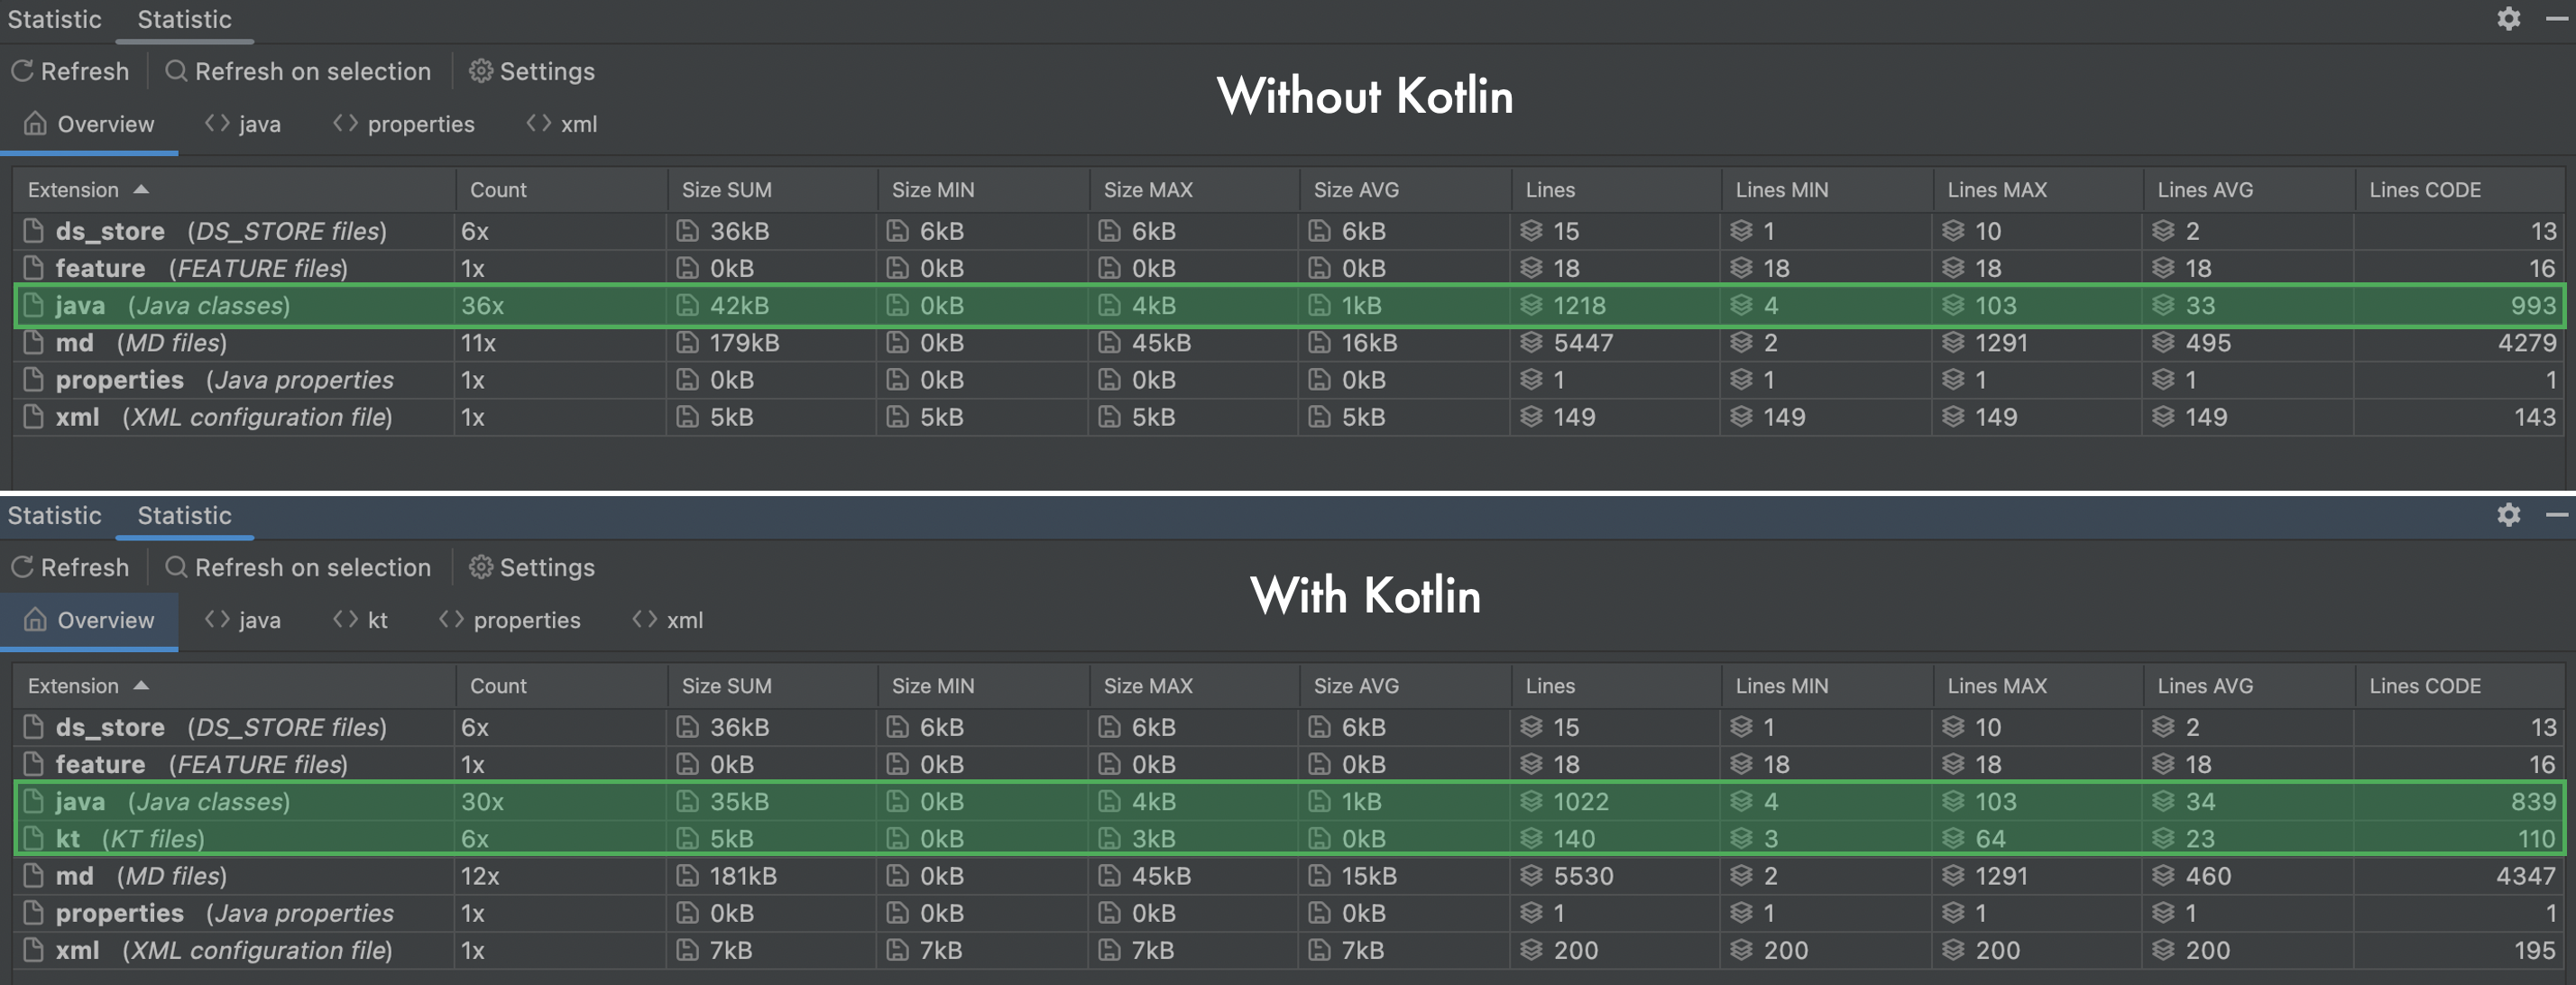 Statistic Statistic
Refresh Refresh on selection Settings
Without Kotlin
Overview java properties xml
Extension Count Size SUM Size MIN Size MAX Size AVG Lines Lines MIN Lines MAX Lines AVG Lines CODE
ds_store (DS_STORE files) 6x 36kB 6kB 6kB 6kB 15 1 10 2 13
feature (FEATURE files) 1x 0kB 0kB 0kB 0kB 18 18 18 18 16
java (Java classes) 36x 42kB 0kB 4kB 1kB 1218 4 103 33 993
md (MD files) 11x 179kB 0kB 45kB 16kB 5447 2 1291 495 4279
properties (Java properties 1x 0kB 0kB 0kB 0kB 1 1 1 1 1
xml (XML configuration file) 1x 5kB 5kB 5kB 5kB 149 149 149 149 143
Statistic Statistic
Refresh Refresh on selection Settings
With Kotlin
Overview java kt properties xml
Extension Count Size SUM Size MIN Size MAX Size AVG Lines Lines MIN Lines MAX Lines AVG Lines CODE
ds_store (DS_STORE files) 6x 36kB 6kB 6kB 6kB 15 1 10 2 13
feature (FEATURE files) 1x 0kB 0kB 0kB 0kB 18 18 18 18 16
java (Java classes) 30x 35kB 0kB 4kB 1kB 1022 4 103 34 839
kt (KT files) 6x 5kB 0kB 3kB 0kB 140 3 64 23 110
md (MD files) 12x 181kB 0kB 45kB 15kB 5530 2 1291 460 4347
properties (Java properties 1x 0kB 0kB 0kB 0kB 1 1 1 1 1
xml (XML configuration file) 1x 7kB 7kB 7kB 7kB 200 200 200 200 195